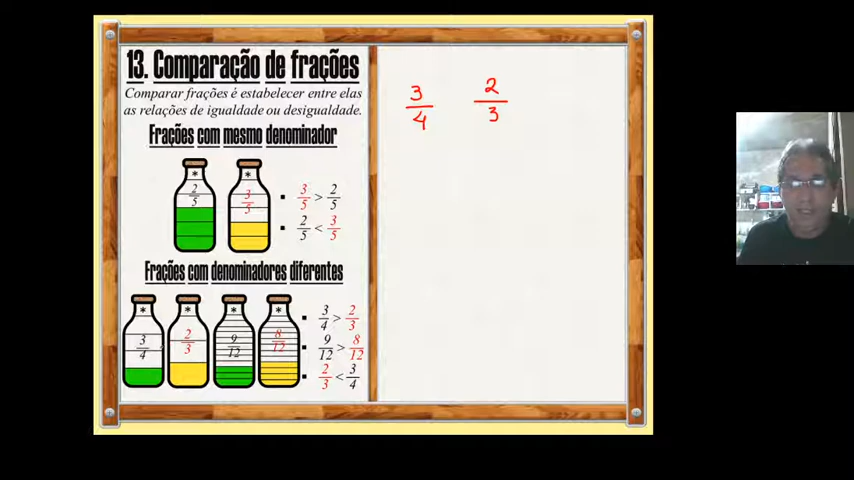 13. Comparação de frações
Comparar frações é estabelecer entre elas
as relações de igualdade ou desigualdade.
Frações com mesmo denominador
* *
2/5 3/5
▪ 3/5 > 2/5
▪ 2/5 < 3/5
Frações com denominadores diferentes
* * * *
3/4 2/3 9/12 8/12
▪ 3/4 > 2/3
▪ 9/12 > 8/12
▪ 2/3 < 3/4
3/4 2/3